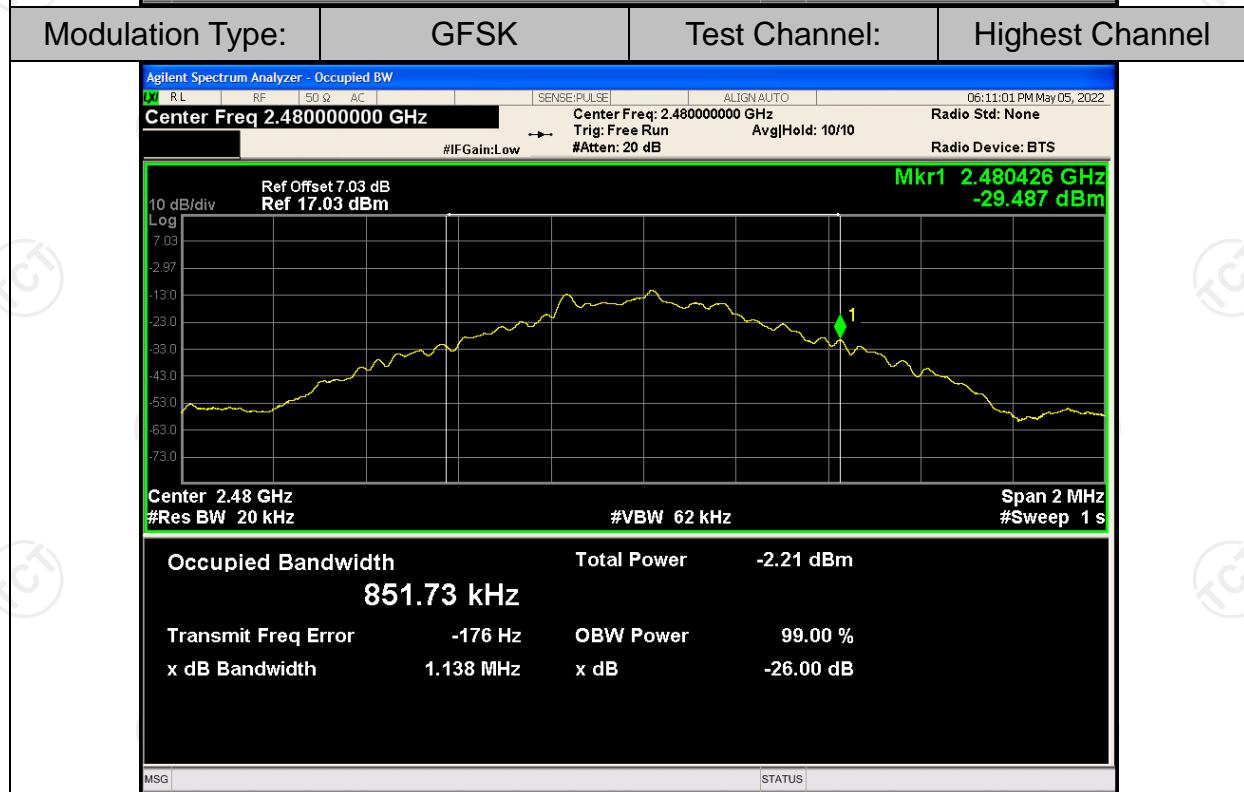 Modulation Type: GFSK Test Channel: Highest Channel
Agilent Spectrum Analyzer - Occupied BW
LXI RL RF 50 Ω AC SENSE:PULSE ALIGN AUTO 06:11:01 PM May 05, 2022
Center Freq 2.480000000 GHz Center Freq: 2.480000000 GHz Radio Std: None
Trig: Free Run Avg|Hold: 10/10
#IFGain:Low #Atten: 20 dB Radio Device: BTS
Mkr1 2.480426 GHz
Ref Offset 7.03 dB
10 dB/div Ref 17.03 dBm -29.487 dBm
Log
7.03
-2.97
-13.0
1
-23.0
-33.0
-43.0
-53.0
-63.0
-73.0
Center 2.48 GHz Span 2 MHz
#Res BW 20 kHz #VBW 62 kHz #Sweep 1 s
Occupied Bandwidth Total Power -2.21 dBm
851.73 kHz
Transmit Freq Error -176 Hz OBW Power 99.00 %
x dB Bandwidth 1.138 MHz x dB -26.00 dB
MSG STATUS
TCT
TCT
TCT
TCT